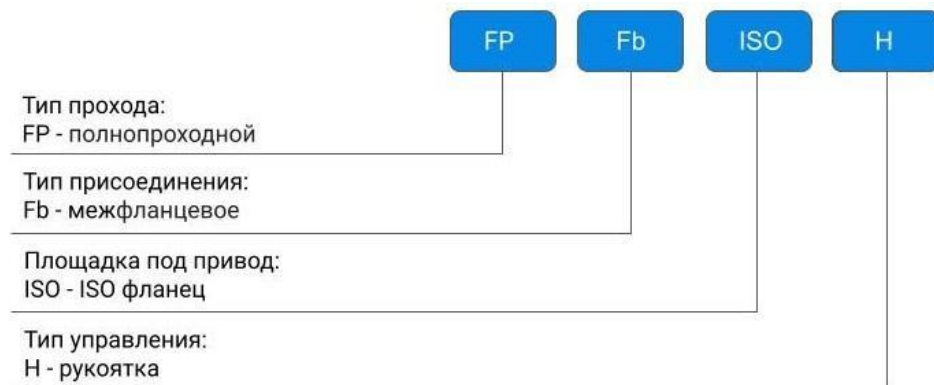 FP Fb ISO H
Тип прохода:
FP - полнопроходной
Тип присоединения:
Fb - межфланцевое
Площадка под привод:
ISO - ISO фланец
Тип управления:
H - рукоятка